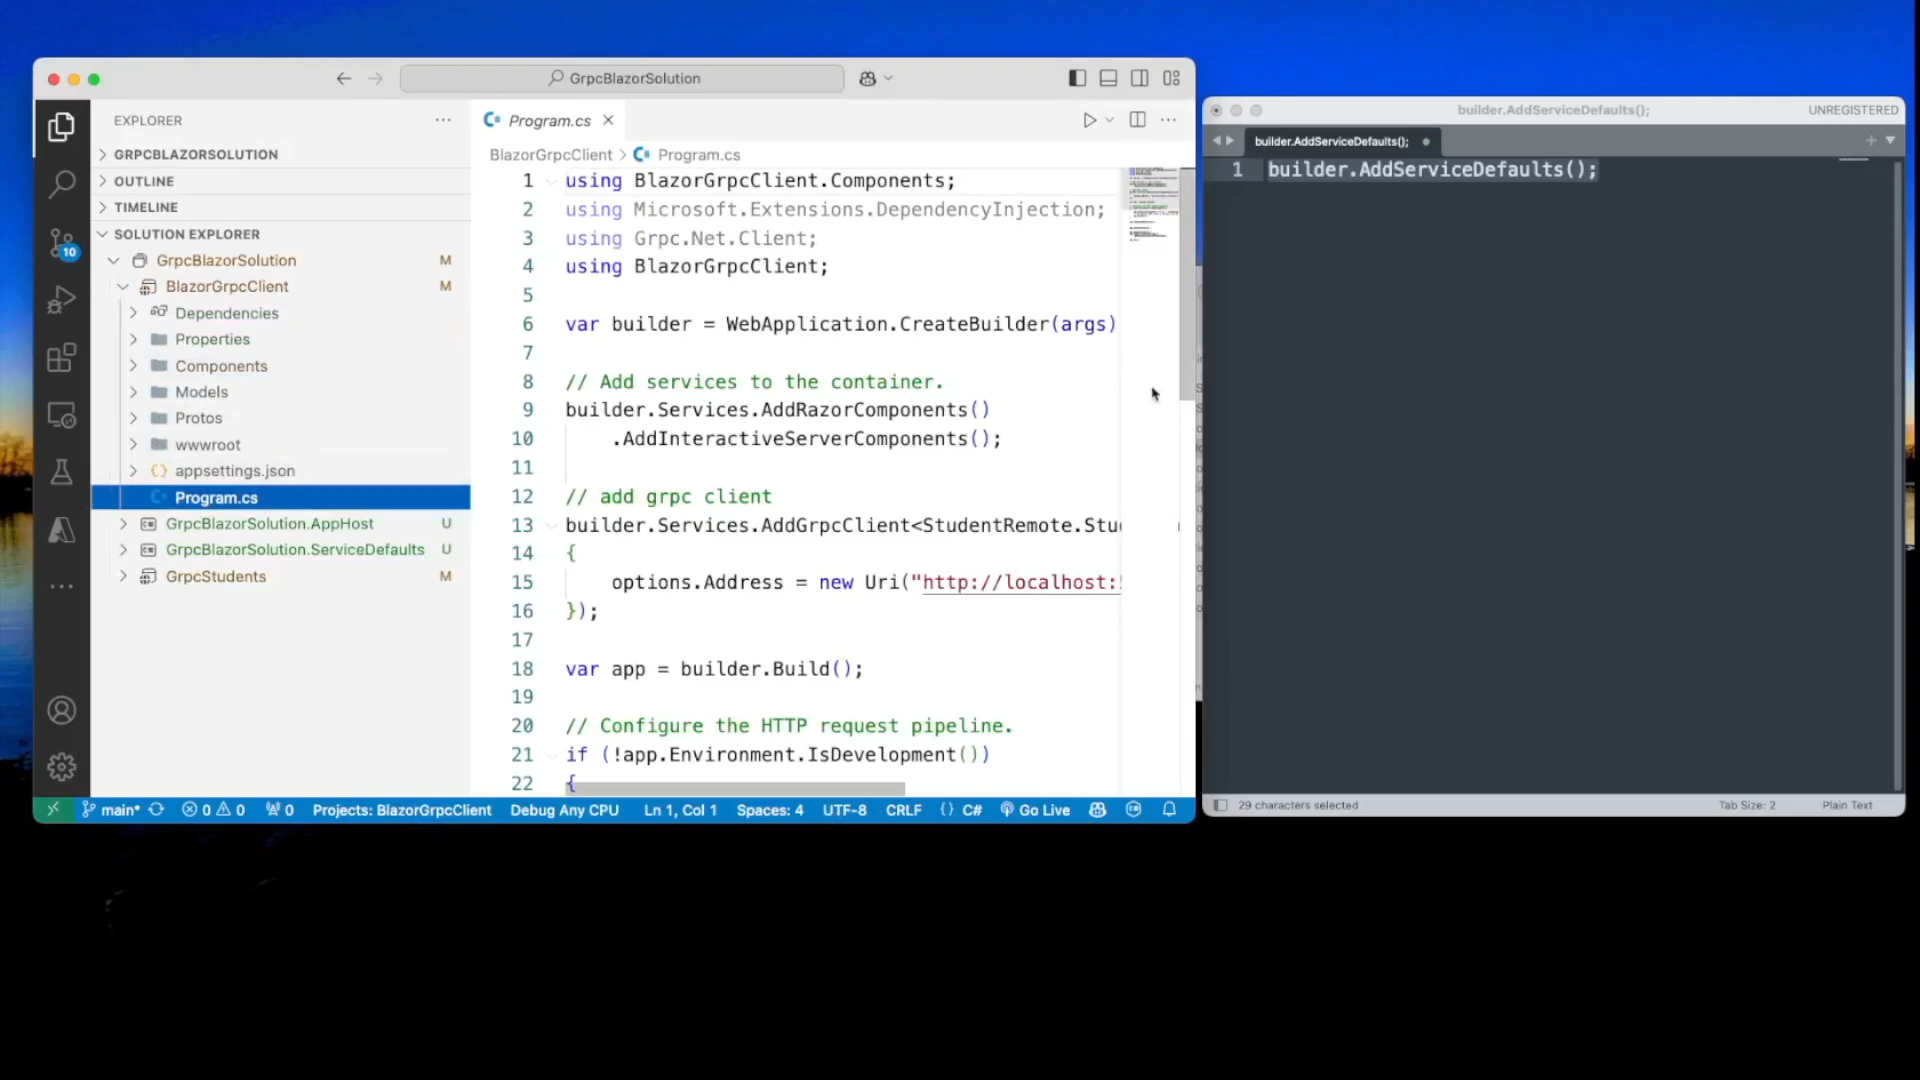 GrpcBlazorSolution
EXPLORER
GRPCBLAZORSOLUTION
OUTLINE
TIMELINE
SOLUTION EXPLORER
GrpcBlazorSolution M
BlazorGrpcClient M
Dependencies
Properties
Components
Models
Protos
wwwroot
appsettings.json
Program.cs
GrpcBlazorSolution.AppHost U
GrpcBlazorSolution.ServiceDefaults U
GrpcStudents M
10
Program.cs
BlazorGrpcClient > Program.cs
1 using BlazorGrpcClient.Components;
2 using Microsoft.Extensions.DependencyInjection;
3 using Grpc.Net.Client;
4 using BlazorGrpcClient;
5
6 var builder = WebApplication.CreateBuilder(args)
7
8 // Add services to the container.
9 builder.Services.AddRazorComponents()
10 .AddInteractiveServerComponents();
11
12 // add grpc client
13 builder.Services.AddGrpcClient<StudentRemote.Stu
14 {
15 options.Address = new Uri("http://localhost:
16 });
17
18 var app = builder.Build();
19
20 // Configure the HTTP request pipeline.
21 if (!app.Environment.IsDevelopment())
22 {
main* 0 0 0 Projects: BlazorGrpcClient Debug Any CPU Ln 1, Col 1 Spaces: 4 UTF-8 CRLF {} C# Go Live
builder.AddServiceDefaults(); UNREGISTERED
builder.AddServiceDefaults();
1 builder.AddServiceDefaults();
29 characters selected Tab Size: 2 Plain Text